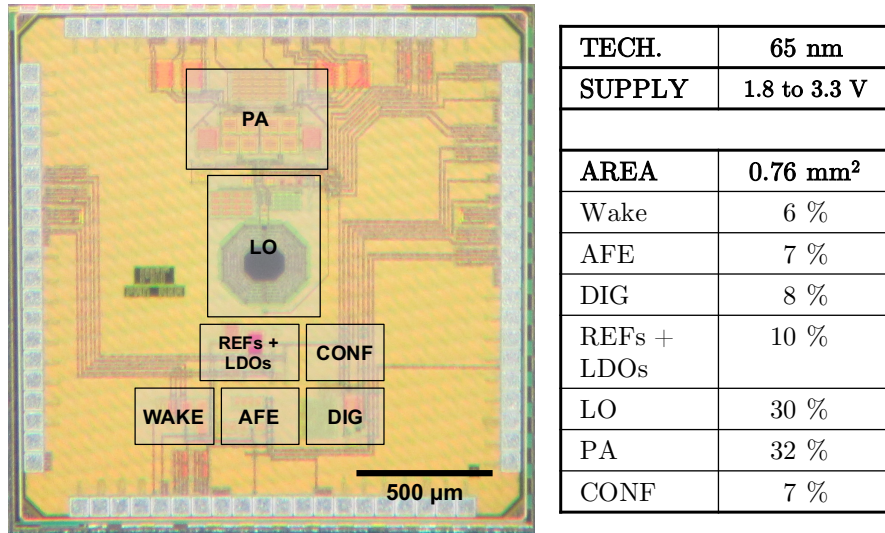 PA
LO
REFs +
LDOs
CONF
WAKE
AFE
DIG
500 μm
TECH. 65 nm
SUPPLY 1.8 to 3.3 V
AREA 0.76 mm²
Wake 6 %
AFE 7 %
DIG 8 %
REFs + 10 %
LDOs
LO 30 %
PA 32 %
CONF 7 %